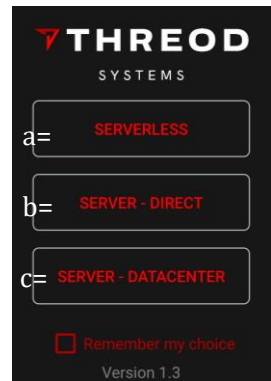 THREOD
SYSTEMS
a= SERVERLESS
b= SERVER - DIRECT
c= SERVER - DATACENTER
Remember my choice
Version 1.3